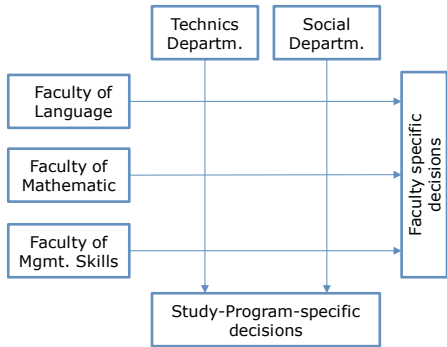 Technics
Departm.
Social
Departm.
Faculty of
Language
Faculty of
Mathematic
Faculty of
Mgmt. Skills
Faculty specific
decisions
Study-Program-specific
decisions